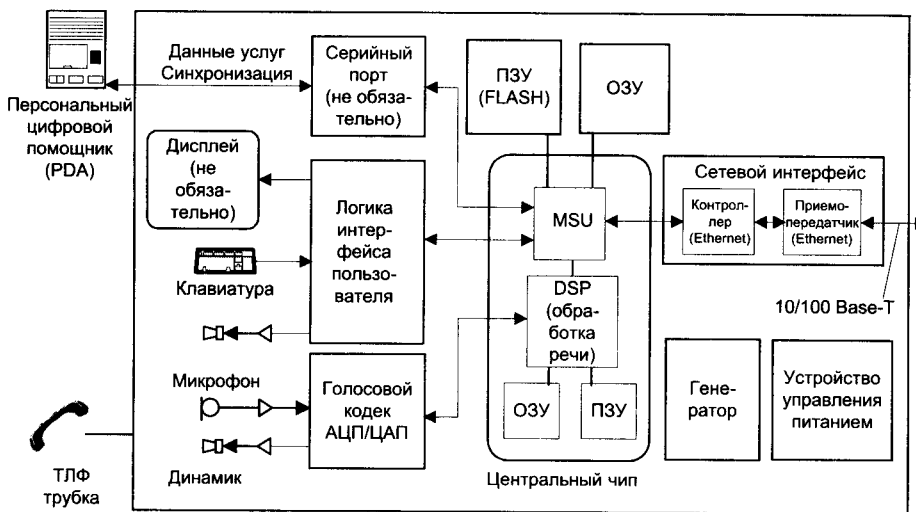 Персональный
цифровой
помощник
(PDA)
Данные услуг
Синхронизация
Серийный
порт
(не обяза-
тельно)
ПЗУ
(FLASH)
ОЗУ
Дисплей
(не
обяза-
тельно)
Логика
интер-
фейса
пользо-
вателя
Клавиатура
MSU
DSP
(обра-
ботка
речи)
ОЗУ
ПЗУ
Центральный чип
Сетевой интерфейс
Контрол-
лер
(Ethernet)
Приемо-
передатчик
(Ethernet)
10/100 Base-T
Микрофон
Голосовой
кодек
АЦП/ЦАП
Динамик
Гене-
ратор
Устройство
управления
питанием
ТЛФ
трубка